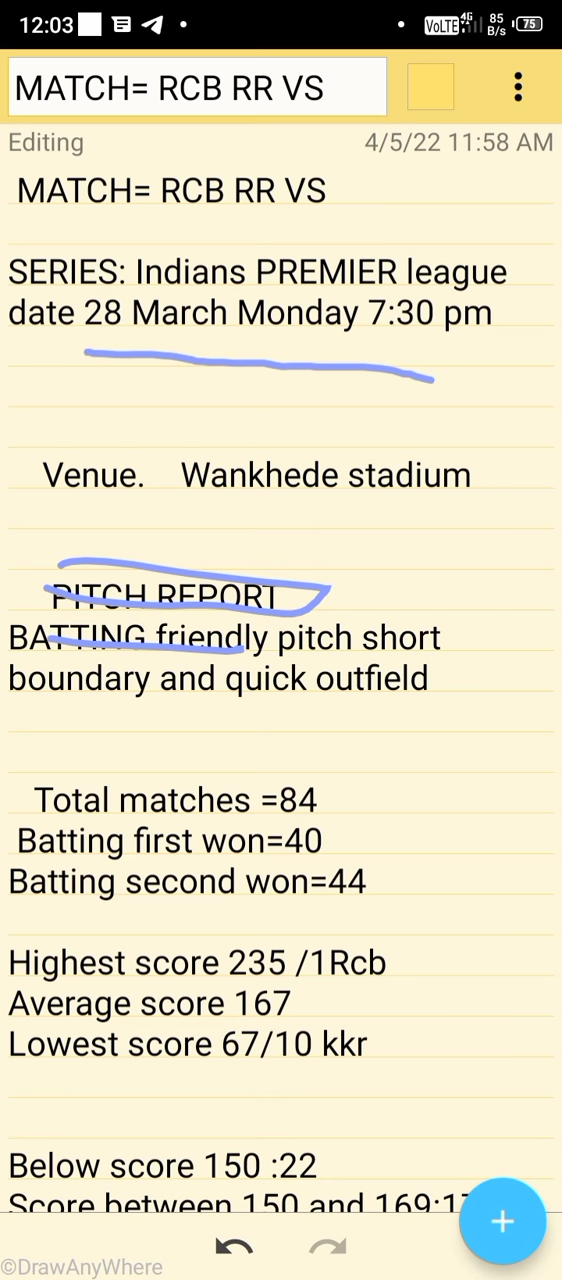 12:03
VoLTE 4G 85 B/s 75
MATCH= RCB RR VS
Editing 4/5/22 11:58 AM
MATCH= RCB RR VS
SERIES: Indians PREMIER league
date 28 March Monday 7:30 pm
Venue. Wankhede stadium
PITCH REPORT
BATTING friendly pitch short
boundary and quick outfield
Total matches =84
Batting first won=40
Batting second won=44
Highest score 235 /1Rcb
Average score 167
Lowest score 67/10 kkr
Below score 150 :22
Score between 150 and 169:17
©DrawAnyWhere